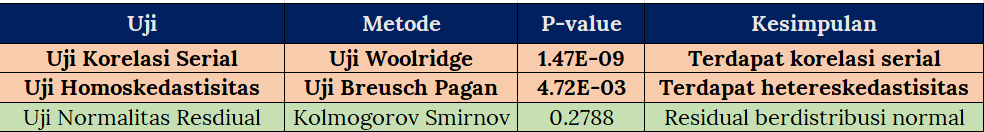 Uji Metode P-value Kesimpulan
Uji Korelasi Serial Uji Woolridge 1.47E-09 Terdapat korelasi serial
Uji Homoskedastisitas Uji Breusch Pagan 4.72E-03 Terdapat hetereskedastisitas
Uji Normalitas Resdiual Kolmogorov Smirnov 0.2788 Residual berdistribusi normal